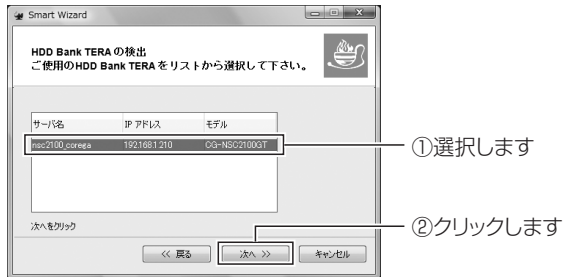 Smart Wizard
HDD Bank TERA の検出
ご使用のHDD Bank TERA をリストから選択して下さい。
サーバ名 IP アドレス モデル
nsc2100_corega 192.168.1.210 CG-NSC2100GT
①選択します
次へをクリック
②クリックします
<< 戻る 次へ >> キャンセル